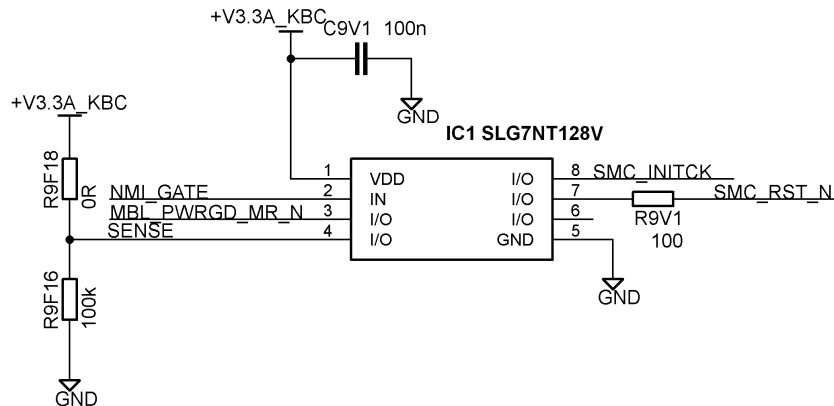 +V3.3A_KBC
C9V1 100n
GND
+V3.3A_KBC
IC1 SLG7NT128V
R9F18
0R
NMI_GATE
MBL_PWRGD_MR_N
SENSE
1
2
3
4
VDD
IN
I/O
I/O
I/O
I/O
I/O
GND
8
7
6
5
SMC_INITCK
SMC_RST_N
R9V1
100
GND
R9F16
100k
GND